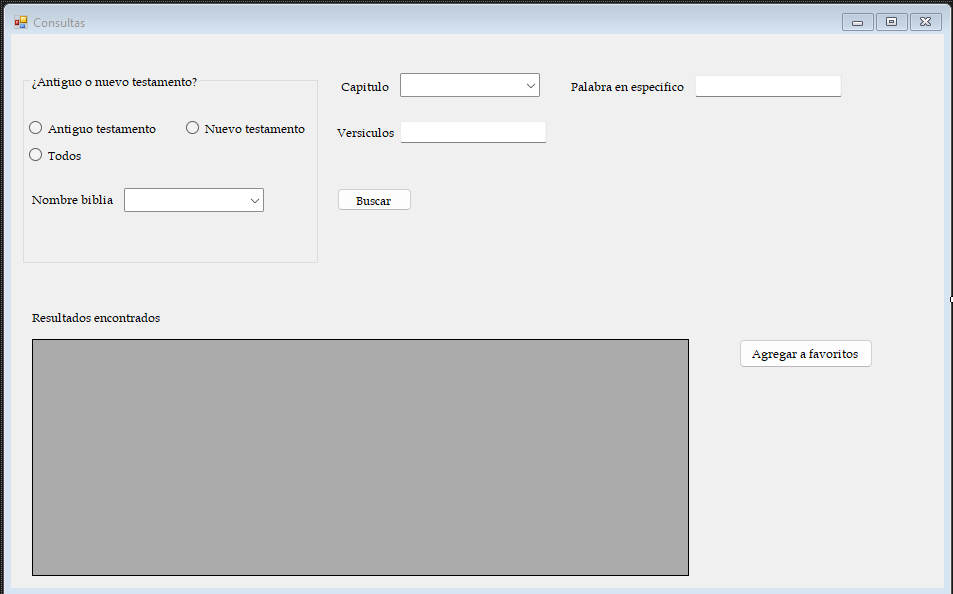 Consultas
¿Antiguo o nuevo testamento?
Antiguo testamento
Nuevo testamento
Todos
Nombre biblia
Capitulo
Palabra en especifico
Versiculos
Buscar
Resultados encontrados
Agregar a favoritos